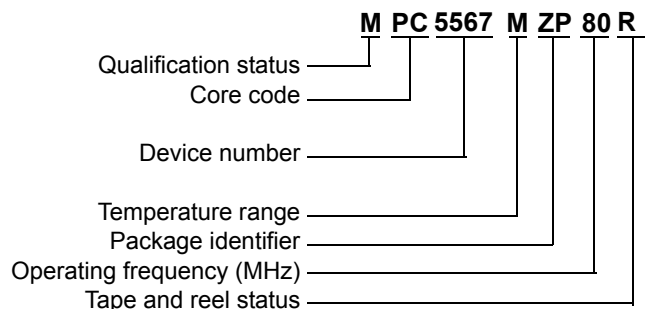 M PC 5567 M ZP 80 R
Qualification status
Core code
Device number
Temperature range
Package identifier
Operating frequency (MHz)
Tape and reel status